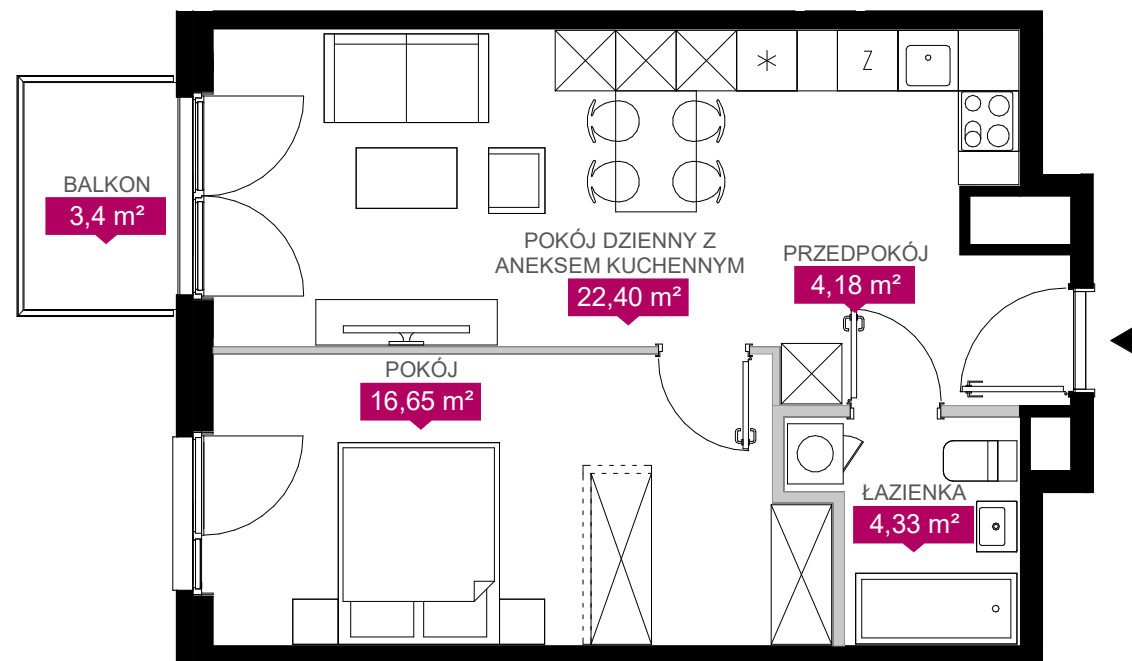 Z
BALKON
3,4 m²
POKÓJ DZIENNY Z
ANEKSEM KUCHENNYM
22,40 m²
PRZEDPOKÓJ
4,18 m²
POKÓJ
16,65 m²
ŁAZIENKA
4,33 m²